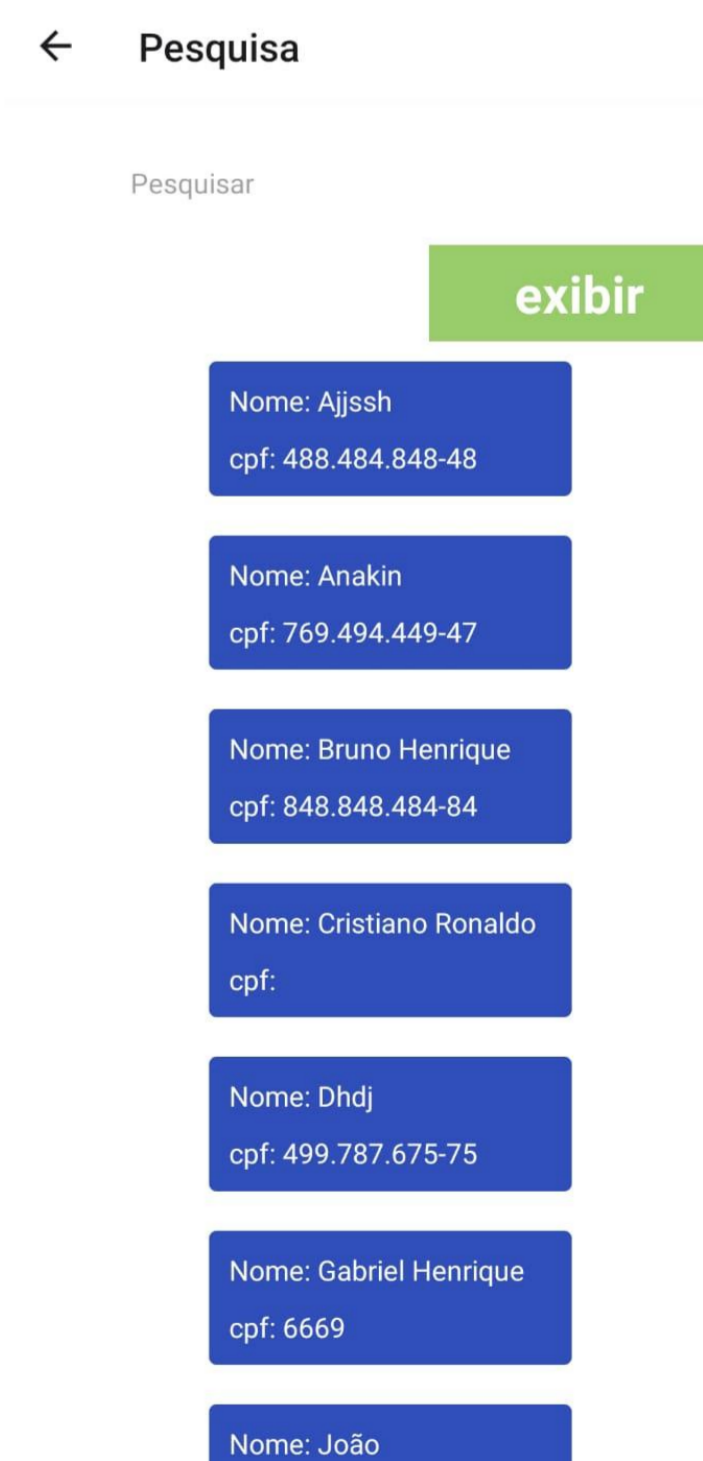 Pesquisa
Pesquisar
exibir
Nome: Ajjssh
cpf: 488.484.848-48
Nome: Anakin
cpf: 769.494.449-47
Nome: Bruno Henrique
cpf: 848.848.484-84
Nome: Cristiano Ronaldo
cpf:
Nome: Dhdj
cpf: 499.787.675-75
Nome: Gabriel Henrique
cpf: 6669
Nome: João